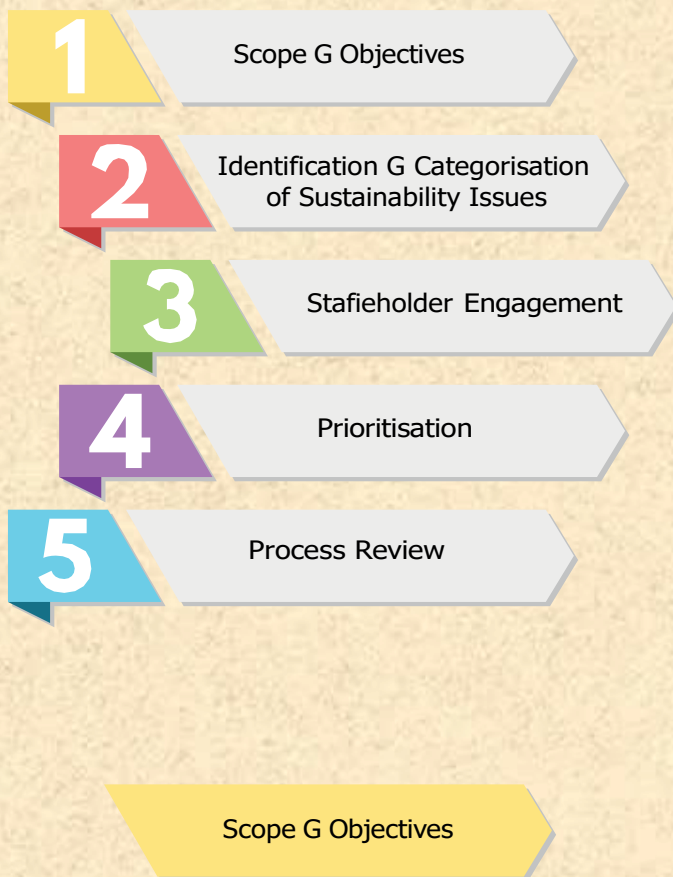 1
Scope G Objectives
2
Identification G Categorisation
of Sustainability Issues
3
Stafieholder Engagement
4
Prioritisation
5
Process Review
Scope G Objectives